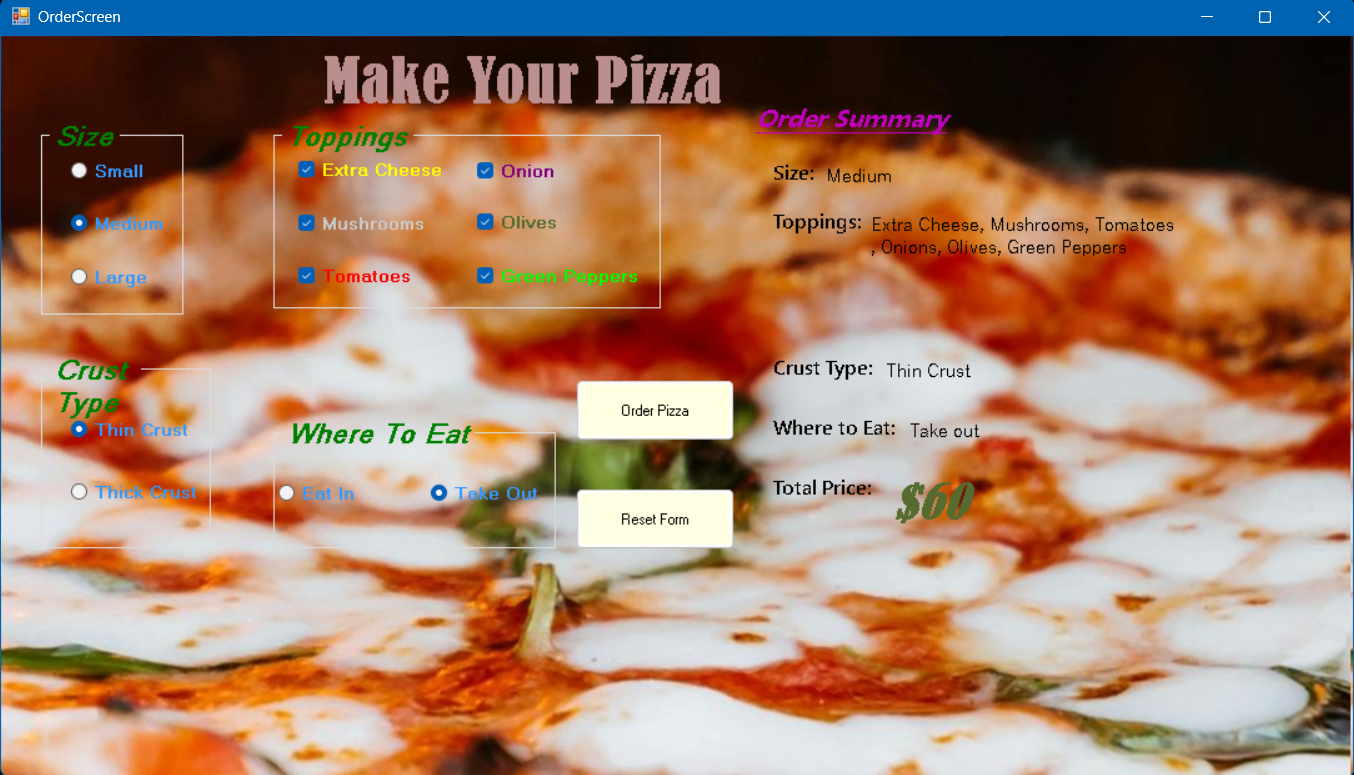 OrderScreen
Make Your Pizza
Size
Small
Medium
Large
Toppings
Extra Cheese
Onion
Mushrooms
Olives
Tomatoes
Green Peppers
Crust
Type
Thin Crust
Thick Crust
Where To Eat
Eat In
Take Out
Order Pizza
Reset Form
Order Summary
Size: Medium
Toppings: Extra Cheese, Mushrooms, Tomatoes
, Onions, Olives, Green Peppers
Crust Type: Thin Crust
Where to Eat: Take out
Total Price: $60